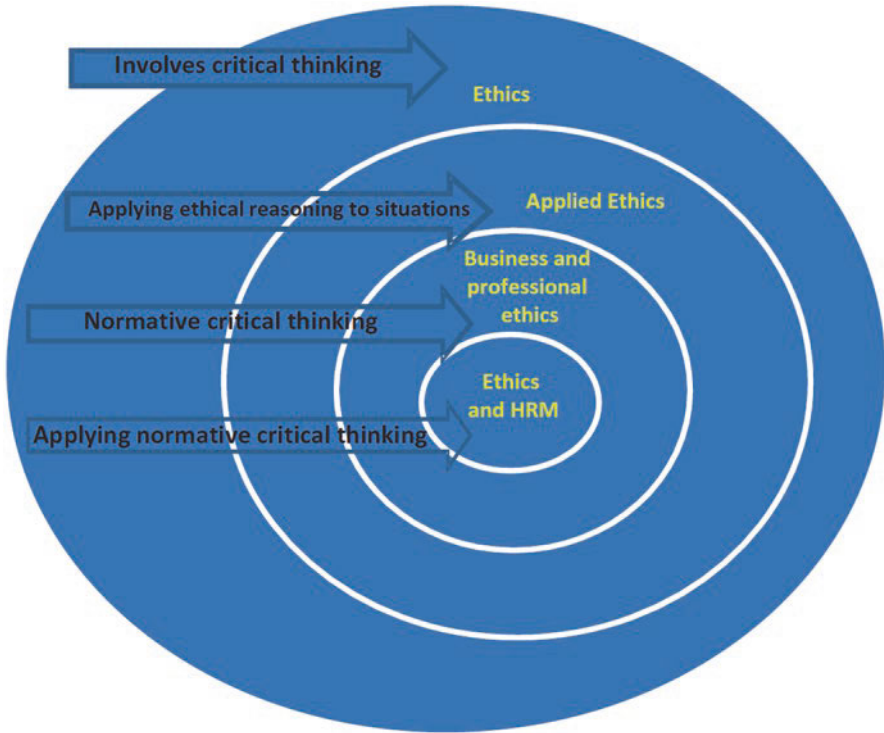 Involves critical thinking
Ethics
Applying ethical reasoning to situations
Applied Ethics
Business and
professional
ethics
Normative critical thinking
Ethics
and HRM
Applying normative critical thinking